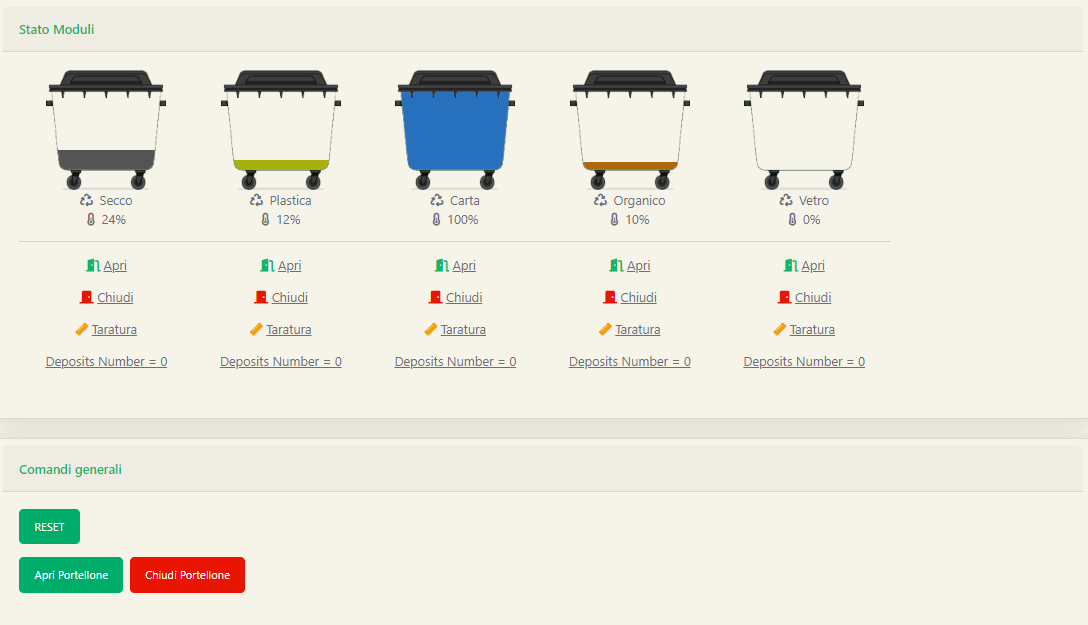 Stato Moduli
Secco Plastica Carta Organico Vetro
24% 12% 100% 10% 0%
Apri Apri Apri Apri Apri
Chiudi Chiudi Chiudi Chiudi Chiudi
Taratura Taratura Taratura Taratura Taratura
Deposits Number = 0 Deposits Number = 0 Deposits Number = 0 Deposits Number = 0 Deposits Number = 0
Comandi generali
RESET
Apri Portellone Chiudi Portellone